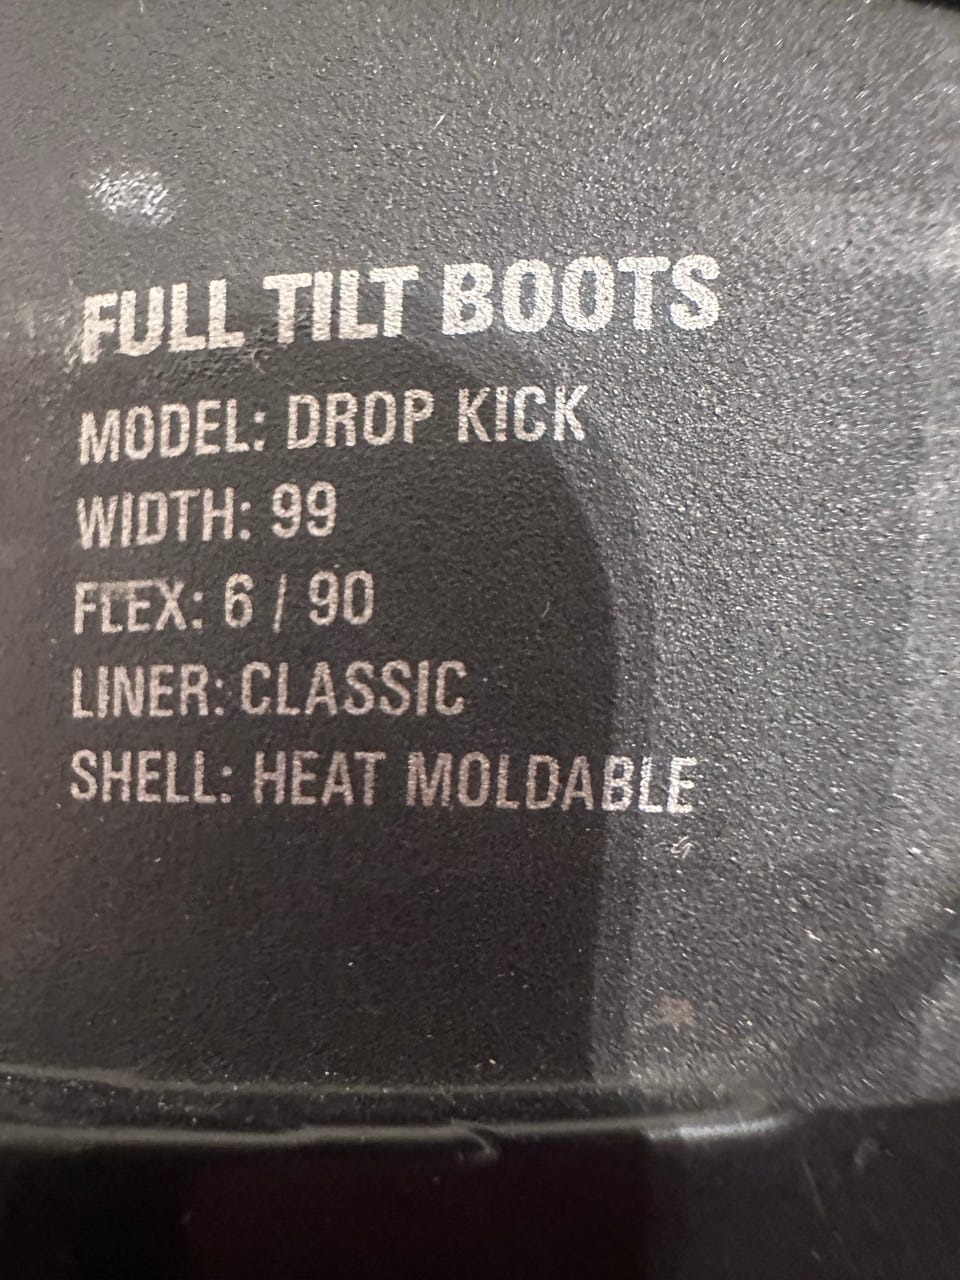 FULL TILT BOOTS
MODEL: DROP KICK
WIDTH: 99
FLEX: 6 / 90
LINER: CLASSIC
SHELL: HEAT MOLDABLE